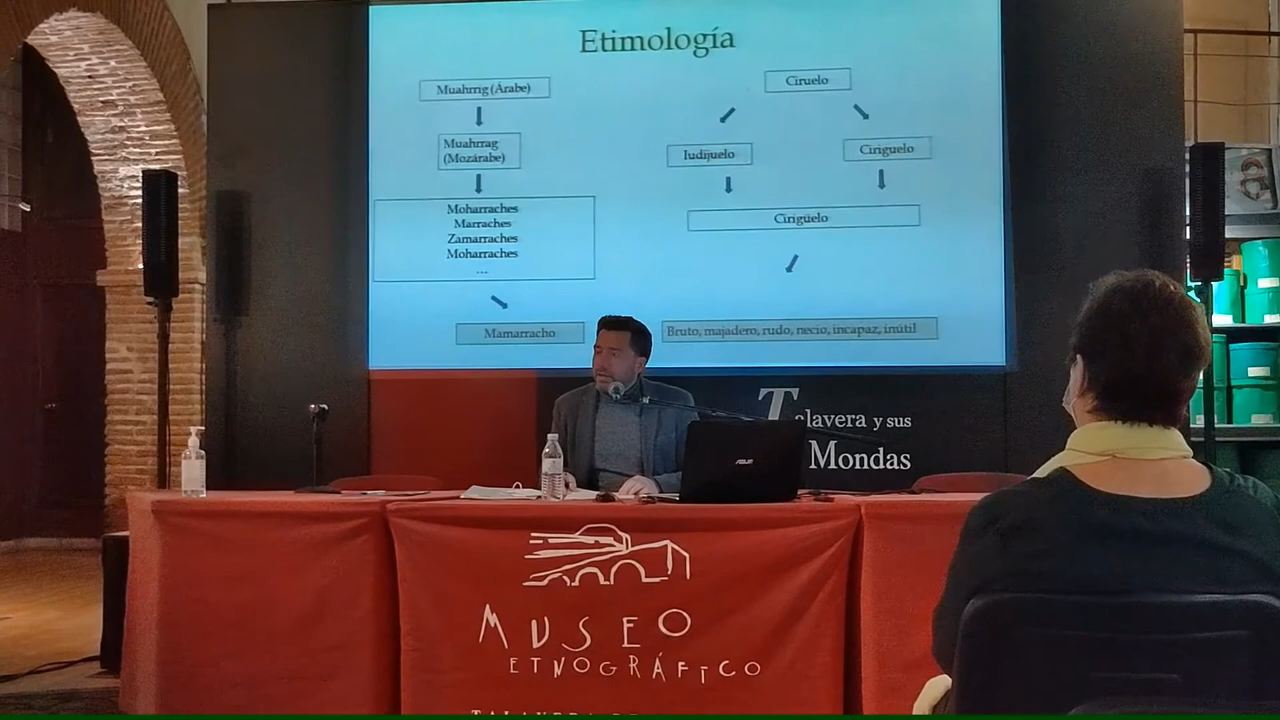 Etimología
Muahrrig (Árabe)
Muahrrag
(Mozárabe)
Moharraches
Marraches
Zamarraches
Moharraches
...
Mamarracho
Ciruelo
Iudijuelo
Ciriguelo
Cirigüelo
Bruto, majadero, rudo, necio, incapaz, inútil
Talavera y sus
Mondas
ASUS
MUSEO
ETNOGRÁFICO